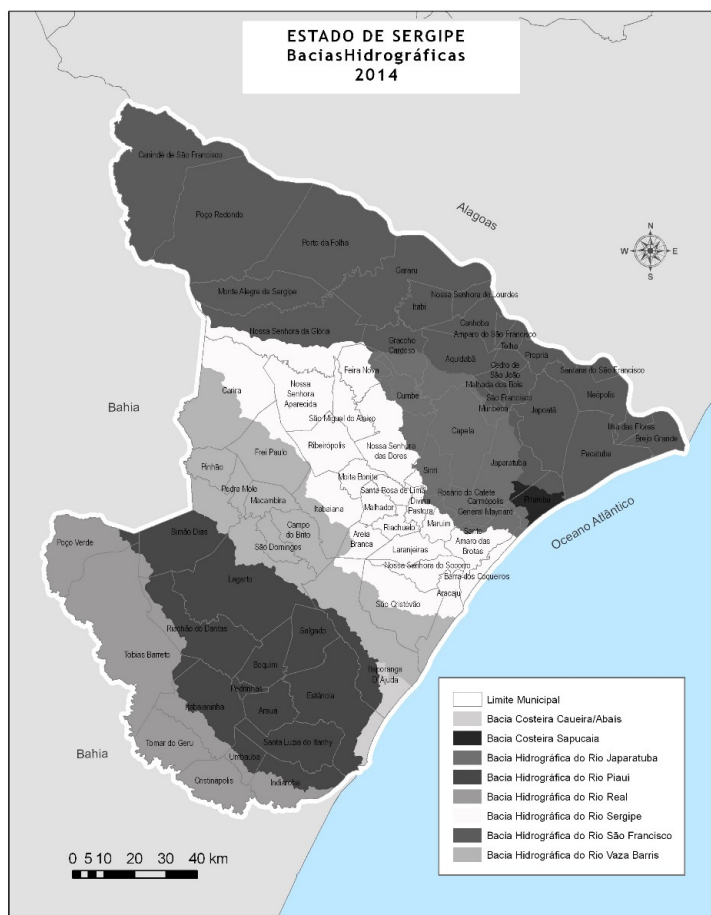 ESTADO DE SERGIPE
BaciasHidrográficas
2014
Canindé de São Francisco
Alagoas
Poço Redondo
N
W
E
S
Porto da Folha
Gararu
Monte Alegre de Sergipe
Nossa Senhora de Lourdes
Itabi
Canhoba
Nossa Senhora da Glória
Amparo do São Francisco
Graccho
Cardoso
Telha
Aquidabã
Propriá
Feira Nova
Cedro de
São João
Santana do São Francisco
Malhada dos Bois
Nossa
Senhora
Aparecida
Carira
Cumbe
São Francisco
Muribeca
Neópolis
Japoatã
Bahia
São Miguel do Aleixo
Ilha das Flores
Capela
Brejo Grande
Ribeirópolis
Nossa Senhora
das Dores
Frei Paulo
Pacatuba
Japaratuba
Pinhão
Siriri
Moita Bonita
Pedra Mole
Santa Rosa de Lima
Rosário do Catete
Macambira
Divina
Pastora
Carmópolis
Pirambu
Itabaiana
Malhador
General Maynard
Campo
do Brito
Riachuelo
Maruim
Simão Dias
Areia
Branca
Santo
Amaro das
Brotas
Oceano Atlântico
Poço Verde
São Domingos
Laranjeiras
Nossa Senhora do Socorro
Lagarto
Barra dos Coqueiros
Aracaju
São Cristóvão
Riachão do Dantas
Salgado
Tobias Barreto
Boquim
Itaporanga
D'Ajuda
Pedrinhas
Estância
Itabaianinha
Arauá
Tomar do Geru
Santa Luzia do Itanhy
Umbaúba
Bahia
Cristinápolis
Indiaroba
Limite Municipal
Bacia Costeira Caueira/Abaís
Bacia Costeira Sapucaia
Bacia Hidrográfica do Rio Japaratuba
Bacia Hidrográfica do Rio Piauí
Bacia Hidrográfica do Rio Real
Bacia Hidrográfica do Rio Sergipe
Bacia Hidrográfica do Rio São Francisco
Bacia Hidrográfica do Rio Vaza Barris
0 5 10 20 30 40 km